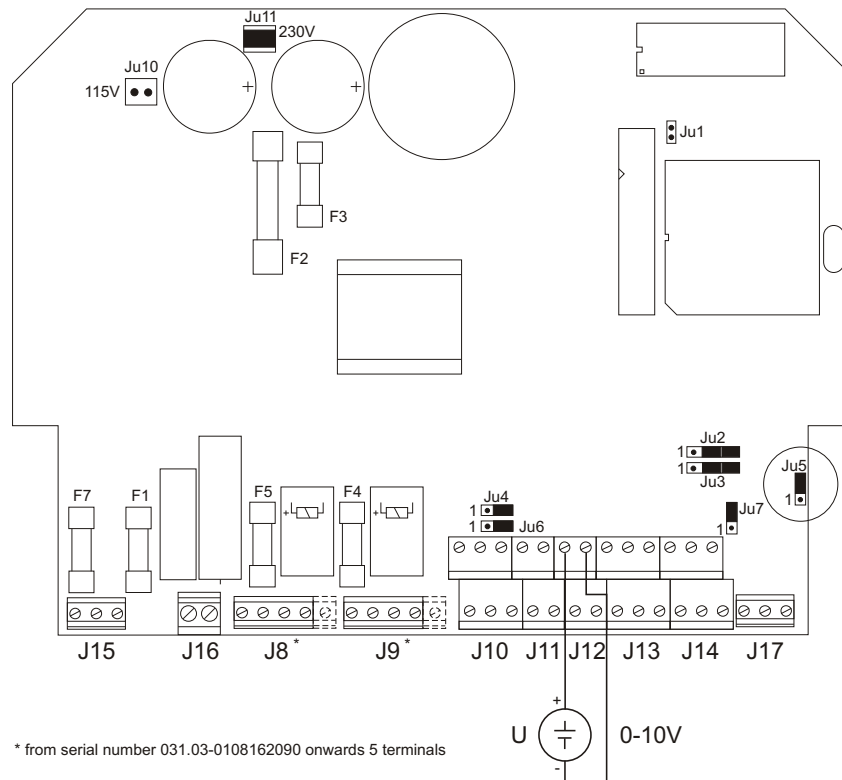 Ju11
230V
Ju10
115V
+
+
Ju1
F3
F2
Ju2
1
1
Ju3
Ju5
1
F7
F1
F5
F4
+
+
Ju4
1
1
Ju6
Ju7
1
J15
J16
J8*
J9*
J10
J11
J12
J13
J14
J17
+
U
0-10V
-
* from serial number 031.03-0108162090 onwards 5 terminals